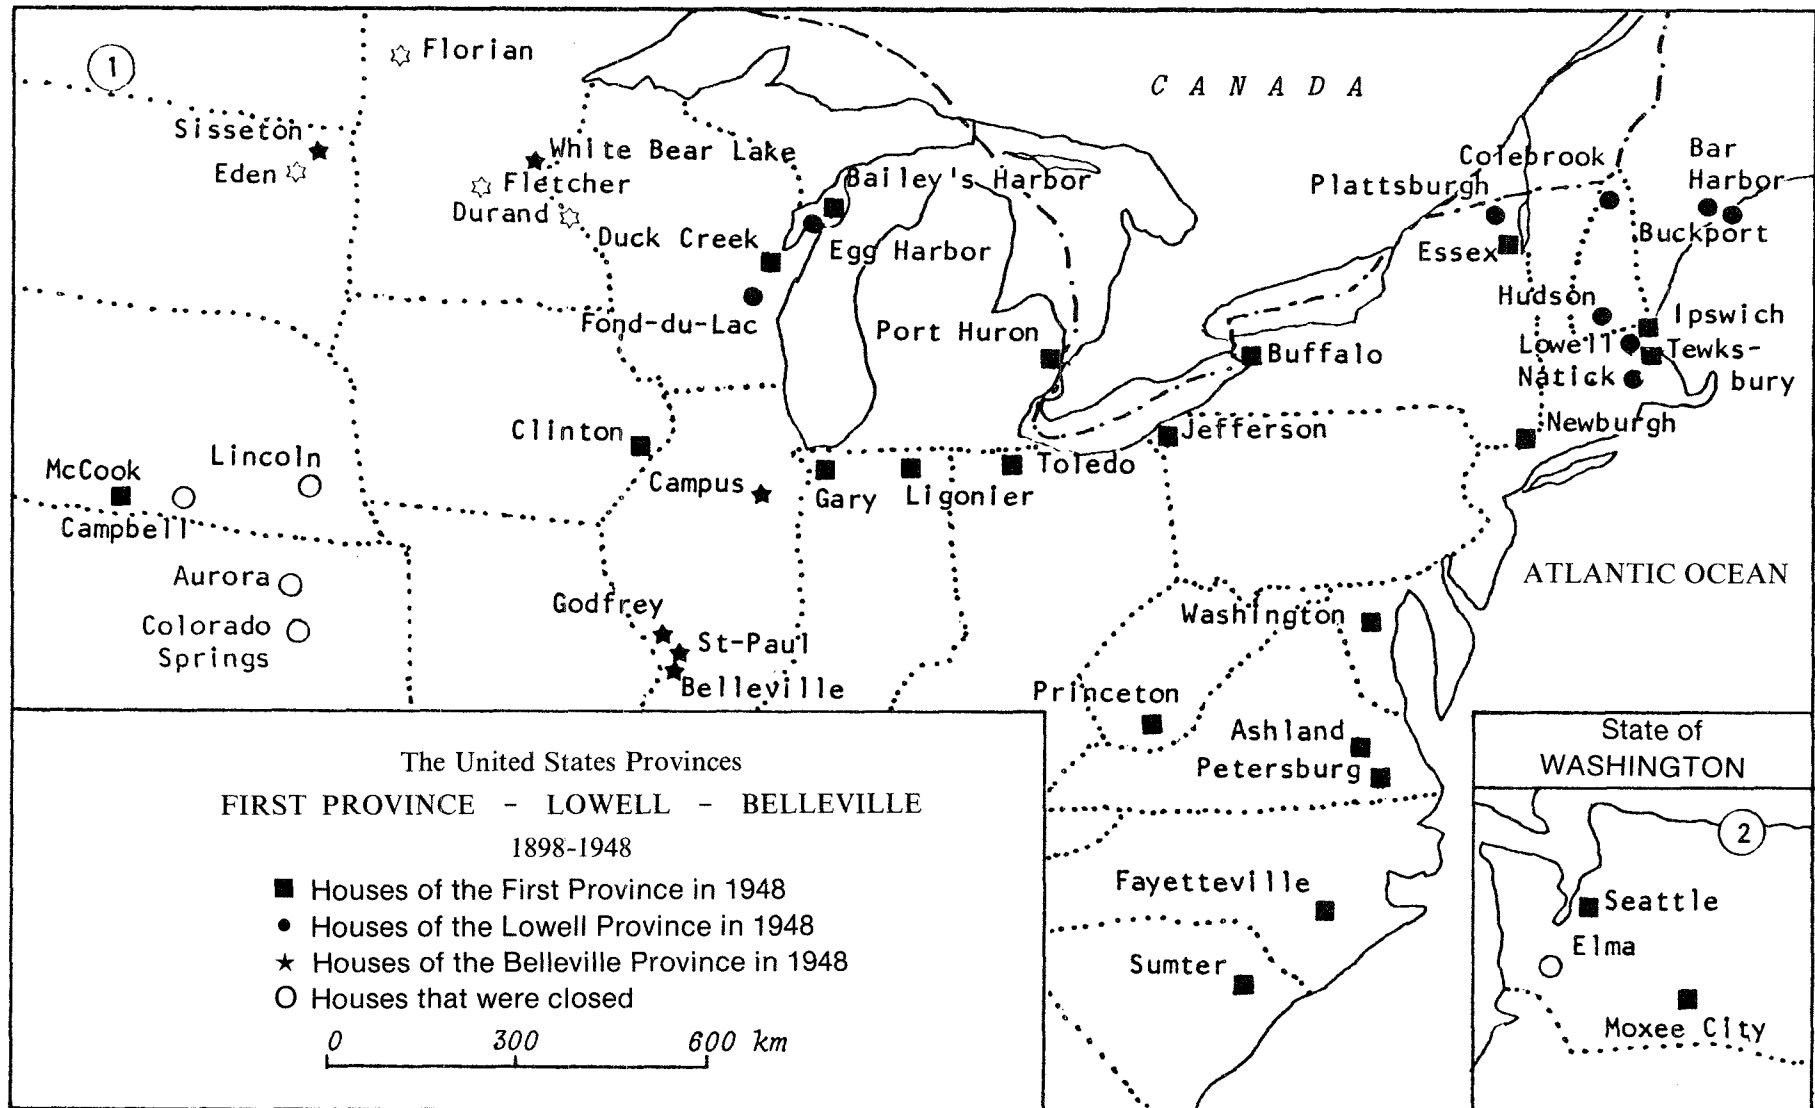 1
Florian
CANADA
Sisseton
Eden
White Bear Lake
Fletcher
Durand
Bailey's Harbor
Duck Creek
Egg Harbor
Fond-du-Lac
Port Huron
Colebrook
Plattsburgh
Bar
Harbor
Buckport
Essex
Hudson
Ipswich
Buffalo
Lowell
Tewks-
bury
Natick
Newburgh
Clinton
Jefferson
Lincoln
McCook
Campbell
Campus
Gary
Ligonier
Toledo
Aurora
Colorado
Springs
Godfrey
St-Paul
Belleville
ATLANTIC OCEAN
Washington
Princeton
Ashland
Petersburg
Fayetteville
Sumter
The United States Provinces
FIRST PROVINCE - LOWELL - BELLEVILLE
1898-1948
Houses of the First Province in 1948
Houses of the Lowell Province in 1948
Houses of the Belleville Province in 1948
Houses that were closed
0 300 600 km
State of
WASHINGTON
2
Seattle
Elma
Moxee City